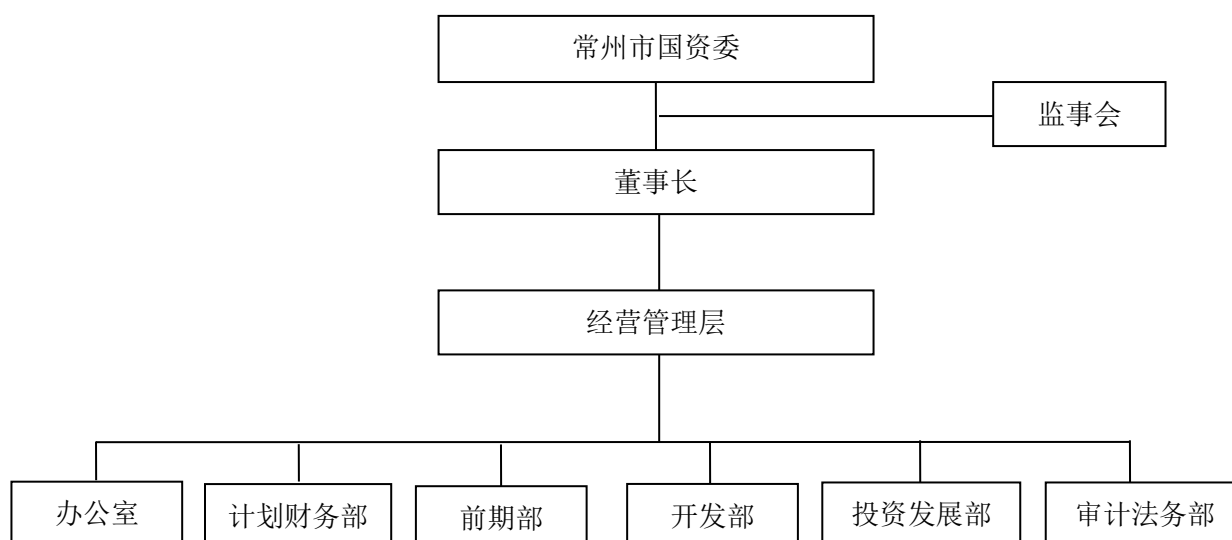 常州市国资委
监事会
董事长
经营管理层
办公室
计划财务部
前期部
开发部
投资发展部
审计法务部